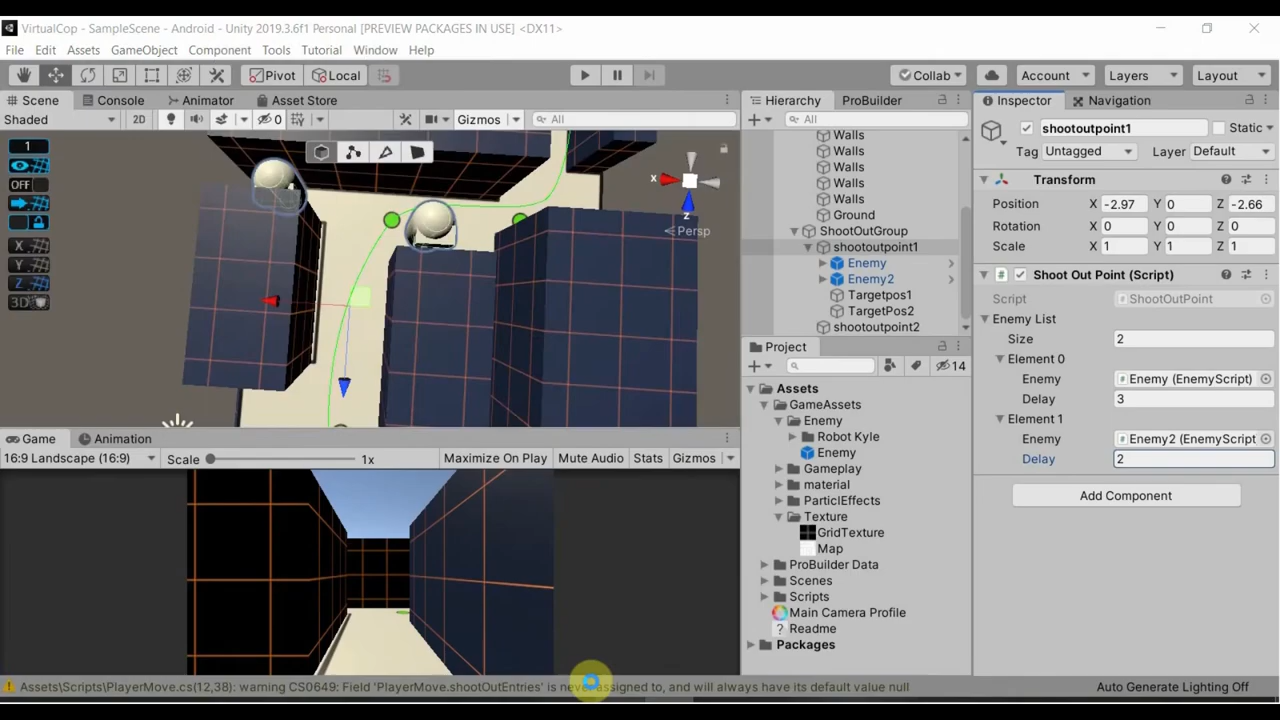 VirtualCop - SampleScene - Android - Unity 2019.3.6f1 Personal [PREVIEW PACKAGES IN USE] <DX11>
File Edit Assets GameObject Component Tools Tutorial Window Help
Pivot Local Collab Account Layers Layout
Scene Console Animator Asset Store
Shaded 2D 0 Gizmos All
1
OFF
X
Y
Z
3D
x
z
Persp
Game Animation
16:9 Landscape (16:9) Scale 1x Maximize On Play Mute Audio Stats Gizmos
Hierarchy ProBuilder
All
Walls
Walls
Walls
Walls
Walls
Ground
ShootOutGroup
shootoutpoint1
Enemy
Enemy2
Targetpos1
TargetPos2
shootoutpoint2
Project
14
Assets
GameAssets
Enemy
Robot Kyle
Enemy
Gameplay
material
ParticlEffects
Texture
GridTexture
Map
ProBuilder Data
Scenes
Scripts
Main Camera Profile
Readme
Packages
Inspector Navigation
shootoutpoint1 Static
Tag Untagged Layer Default
Transform
Position X -2.97 Y 0 Z -2.66
Rotation X 0 Y 0 Z 0
Scale X 1 Y 1 Z 1
Shoot Out Point (Script)
Script ShootOutPoint
Enemy List
Size 2
Element 0
Enemy Enemy (EnemyScript)
Delay 3
Element 1
Enemy Enemy2 (EnemyScript
Delay 2
Add Component
Assets\Scripts\PlayerMove.cs(12,38): warning CS0649: Field 'PlayerMove.shootOutEntries' is never assigned to, and will always have its default value null
Auto Generate Lighting Off